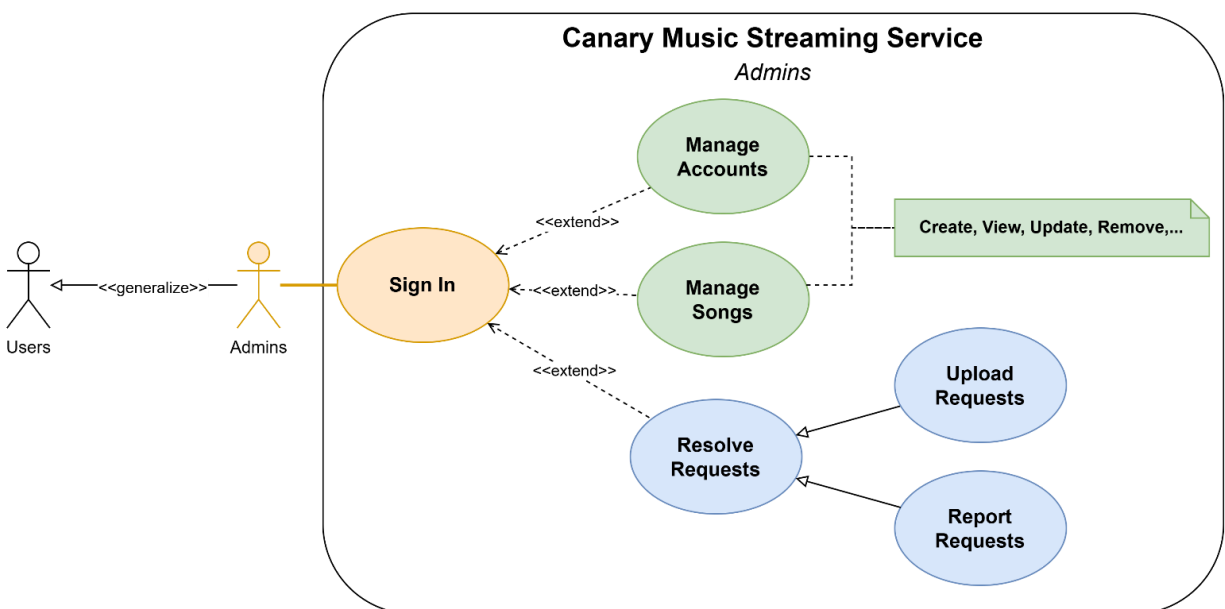 Canary Music Streaming Service
Admins
Manage
Accounts
<<extend>>
Create, View, Update, Remove,...
Sign In
<<extend>>
Manage
Songs
<<generalize>>
Users
Admins
<<extend>>
Upload
Requests
Resolve
Requests
Report
Requests